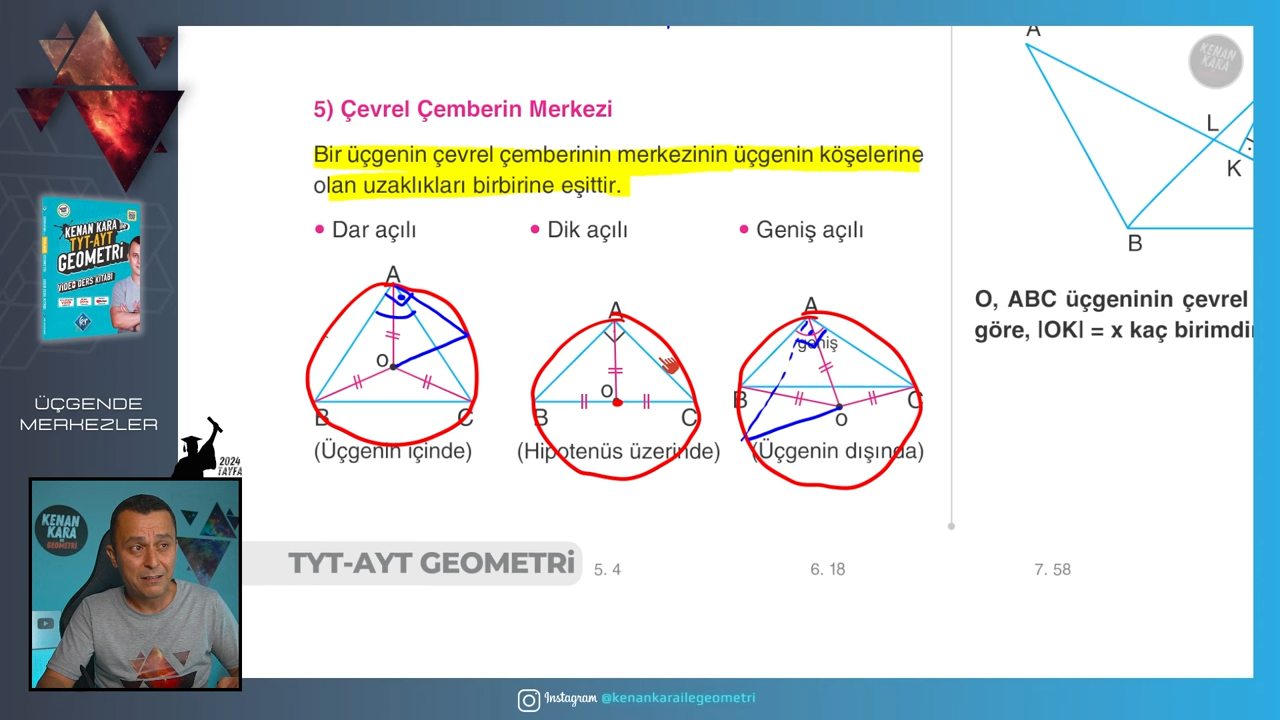 KENAN KARA
TYT-AYT
GEOMETRİ
VİDEO DERS KİTABI
ÜÇGENDE
MERKEZLER
2024
TAYFA
KENAN
KARA
GEOMETRİ
5) Çevrel Çemberin Merkezi
Bir üçgenin çevrel çemberinin merkezinin üçgenin köşelerine
olan uzaklıkları birbirine eşittir.
• Dar açılı
• Dik açılı
• Geniş açılı
A
O
B
C
(Üçgenin içinde)
A
O
B
C
(Hipotenüs üzerinde)
A
geniş
B
C
O
(Üçgenin dışında)
A
L
K
B
KENAN
KARA
O, ABC üçgeninin çevrel
göre, |OK| = x kaç birimdi
TYT-AYT GEOMETRİ
5. 4
6. 18
7. 58
Instagram @kenankarailegeometri